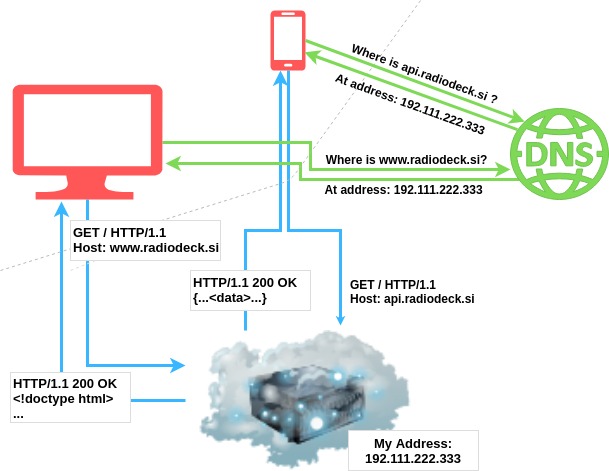 Where is api.radiodeck.si ?
At address: 192.111.222.333
DNS
Where is www.radiodeck.si?
At address: 192.111.222.333
GET / HTTP/1.1
Host: www.radiodeck.si
HTTP/1.1 200 OK
{...<data>...}
GET / HTTP/1.1
Host: api.radiodeck.si
HTTP/1.1 200 OK
<!doctype html>
...
My Address:
192.111.222.333